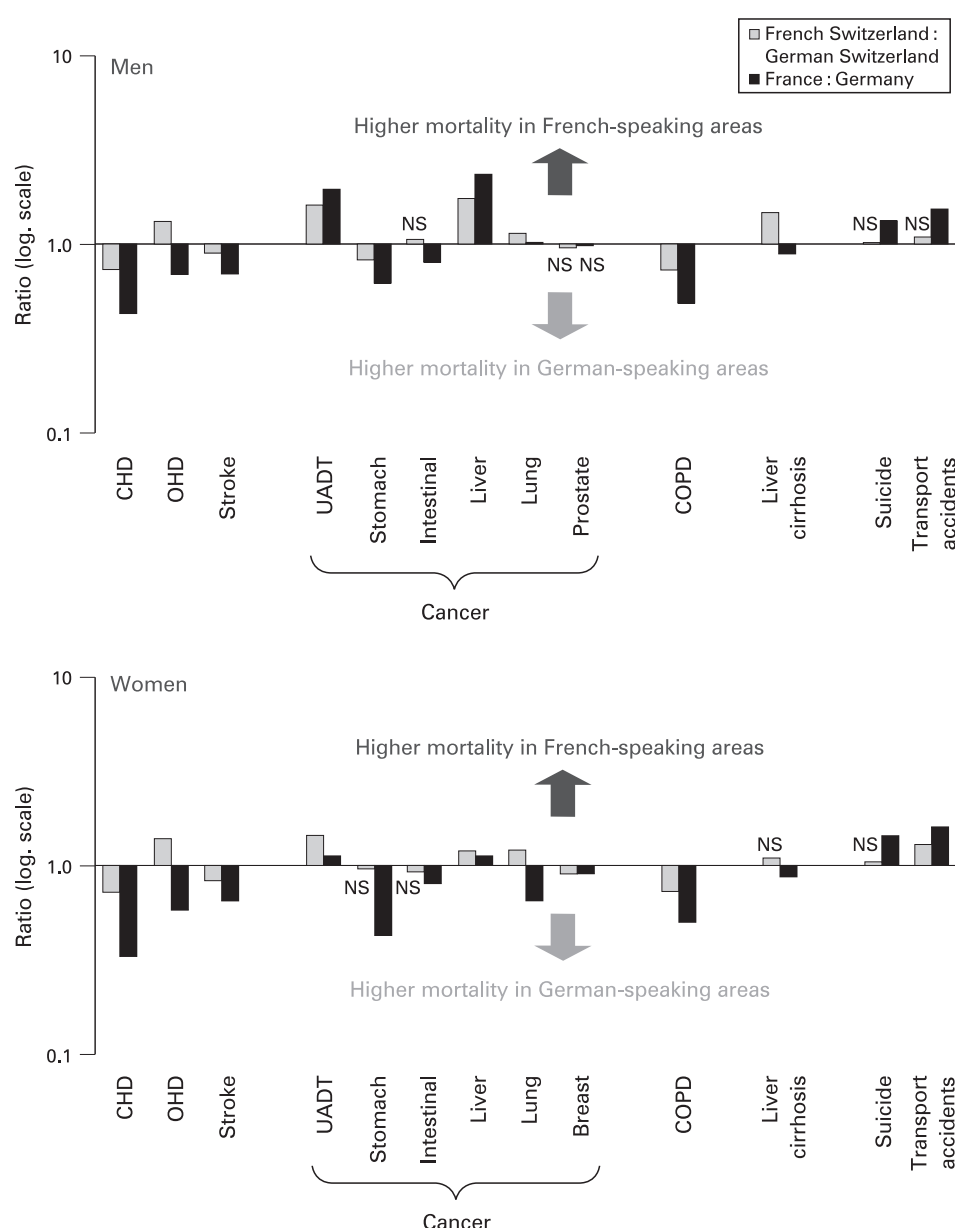 French Switzerland :
German Switzerland
France : Germany
10
Men
Higher mortality in French-speaking areas
Ratio (log. scale)
NS
NS
NS
1.0
NS NS
Higher mortality in German-speaking areas
0.1
CHD
OHD
Stroke
UADT
Stomach
Intestinal
Liver
Lung
Prostate
COPD
Liver
cirrhosis
Suicide
Transport
accidents
Cancer
10
Women
Higher mortality in French-speaking areas
Ratio (log. scale)
NS
NS
1.0
NS
NS
Higher mortality in German-speaking areas
0.1
CHD
OHD
Stroke
UADT
Stomach
Intestinal
Liver
Lung
Breast
COPD
Liver
cirrhosis
Suicide
Transport
accidents
Cancer